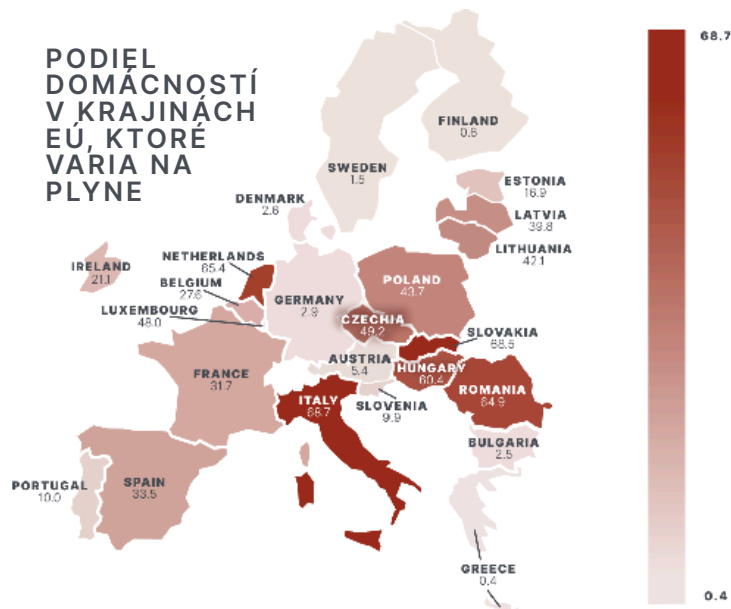 PODIEL
DOMÁCNOSTÍ
V KRAJINÁCH
EÚ, KTORÉ
VARIA NA
PLYNE
68.7
FINLAND
0.6
SWEDEN
1.5
ESTONIA
16.9
DENMARK
2.6
LATVIA
39.8
LITHUANIA
42.1
NETHERLANDS
65.4
IRELAND
21.1
BELGIUM
27.6
POLAND
43.7
GERMANY
2.9
LUXEMBOURG
48.0
CZECHIA
49.2
SLOVAKIA
68.5
AUSTRIA
5.4
HUNGARY
60.4
FRANCE
31.7
ROMANIA
64.9
ITALY
68.7
SLOVENIA
9.9
BULGARIA
2.5
PORTUGAL
10.0
SPAIN
33.5
GREECE
0.4
0.4